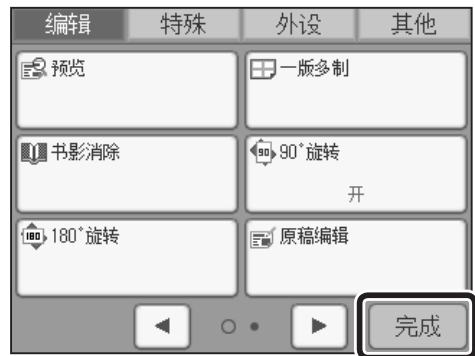 编辑 特殊 外设 其他
预览 一版多制
书影消除 90°旋转
开
180°旋转 原稿编辑
完成